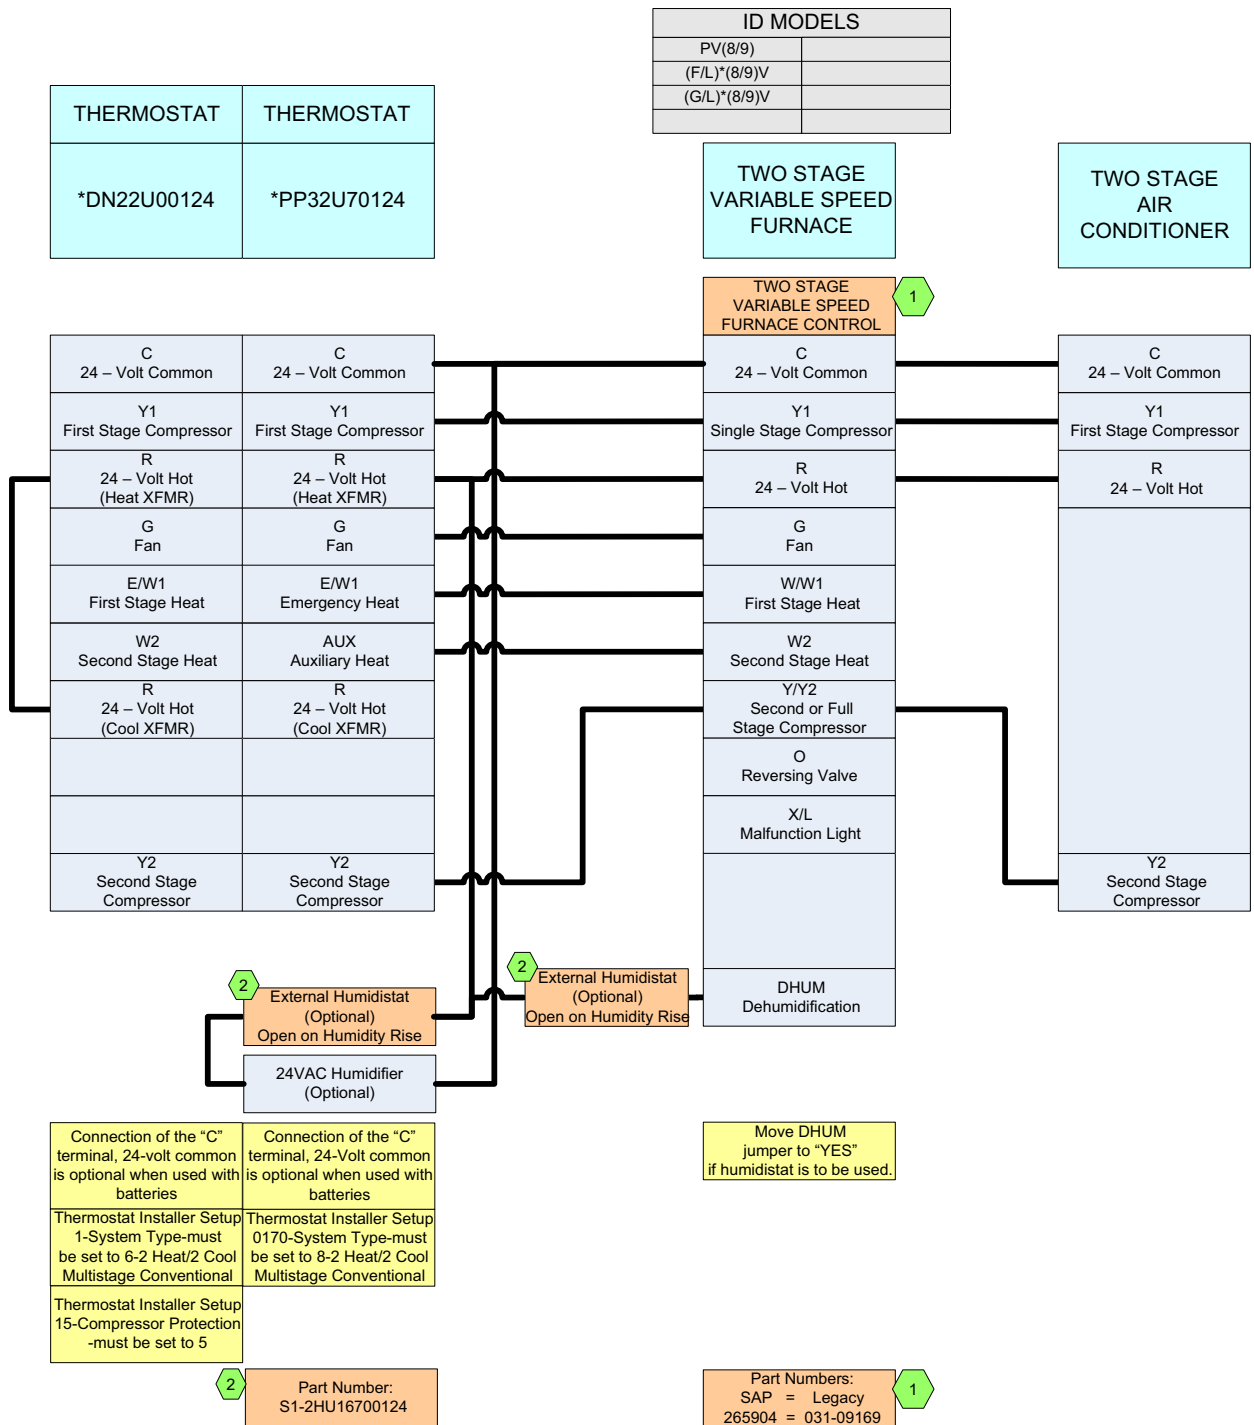 ID MODELS
PV(8/9)
(F/L)*(8/9)V
(G/L)*(8/9)V
THERMOSTAT
THERMOSTAT
*DN22U00124
*PP32U70124
TWO STAGE
VARIABLE SPEED
FURNACE
TWO STAGE
AIR
CONDITIONER
TWO STAGE
VARIABLE SPEED
FURNACE CONTROL
1
C
24 – Volt Common
C
24 – Volt Common
C
24 – Volt Common
C
24 – Volt Common
Y1
First Stage Compressor
Y1
First Stage Compressor
Y1
Single Stage Compressor
Y1
First Stage Compressor
R
24 – Volt Hot
(Heat XFMR)
R
24 – Volt Hot
(Heat XFMR)
R
24 – Volt Hot
R
24 – Volt Hot
G
Fan
G
Fan
G
Fan
E/W1
First Stage Heat
E/W1
Emergency Heat
W/W1
First Stage Heat
W2
Second Stage Heat
AUX
Auxiliary Heat
W2
Second Stage Heat
R
24 – Volt Hot
(Cool XFMR)
R
24 – Volt Hot
(Cool XFMR)
Y/Y2
Second or Full
Stage Compressor
O
Reversing Valve
X/L
Malfunction Light
Y2
Second Stage
Compressor
Y2
Second Stage
Compressor
Y2
Second Stage
Compressor
2
External Humidistat
(Optional)
Open on Humidity Rise
2
External Humidistat
(Optional)
Open on Humidity Rise
DHUM
Dehumidification
24VAC Humidifier
(Optional)
Connection of the “C”
terminal, 24-volt common
is optional when used with
batteries
Connection of the “C”
terminal, 24-Volt common
is optional when used with
batteries
Move DHUM
jumper to “YES”
if humidistat is to be used.
Thermostat Installer Setup
1-System Type-must
be set to 6-2 Heat/2 Cool
Multistage Conventional
Thermostat Installer Setup
0170-System Type-must
be set to 8-2 Heat/2 Cool
Multistage Conventional
Thermostat Installer Setup
15-Compressor Protection
-must be set to 5
2
Part Number:
S1-2HU16700124
Part Numbers:
SAP = Legacy
265904 = 031-09169
1